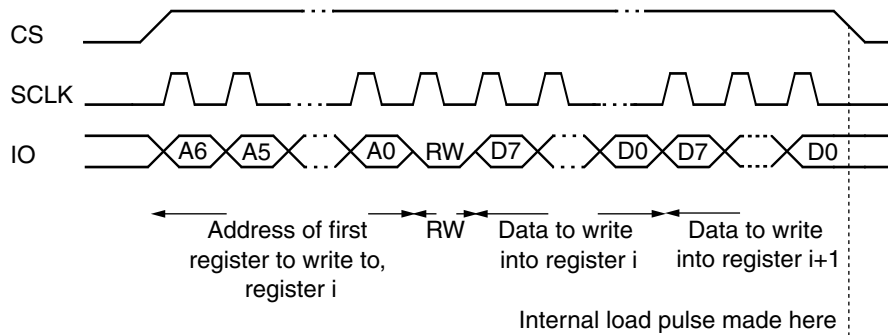 CS
SCLK
IO
A6 A5 A0 RW D7 D0 D7 D0
Address of first
register to write to,
register i
RW
Data to write
into register i
Data to write
into register i+1
Internal load pulse made here